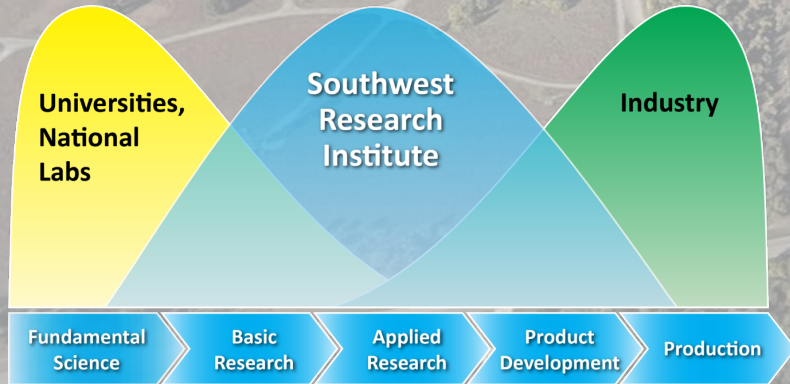 Universities,
National
Labs
Southwest
Research
Institute
Industry
Fundamental
Science
Basic
Research
Applied
Research
Product
Development
Production